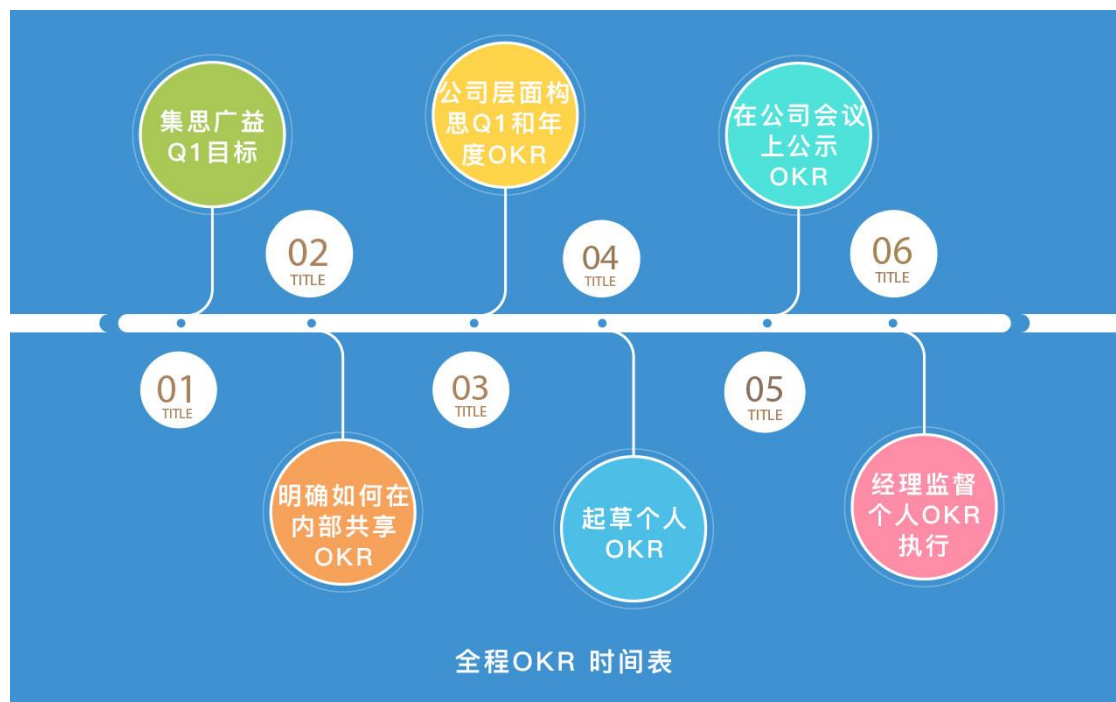 集思广益
Q1目标
01
TITLE
02
TITLE
明确如何在
内部共享
OKR
公司层面构
思Q1和年
度OKR
03
TITLE
04
TITLE
起草个人
OKR
在公司会议
上公示
OKR
05
TITLE
06
TITLE
经理监督
个人OKR
执行
全程OKR 时间表